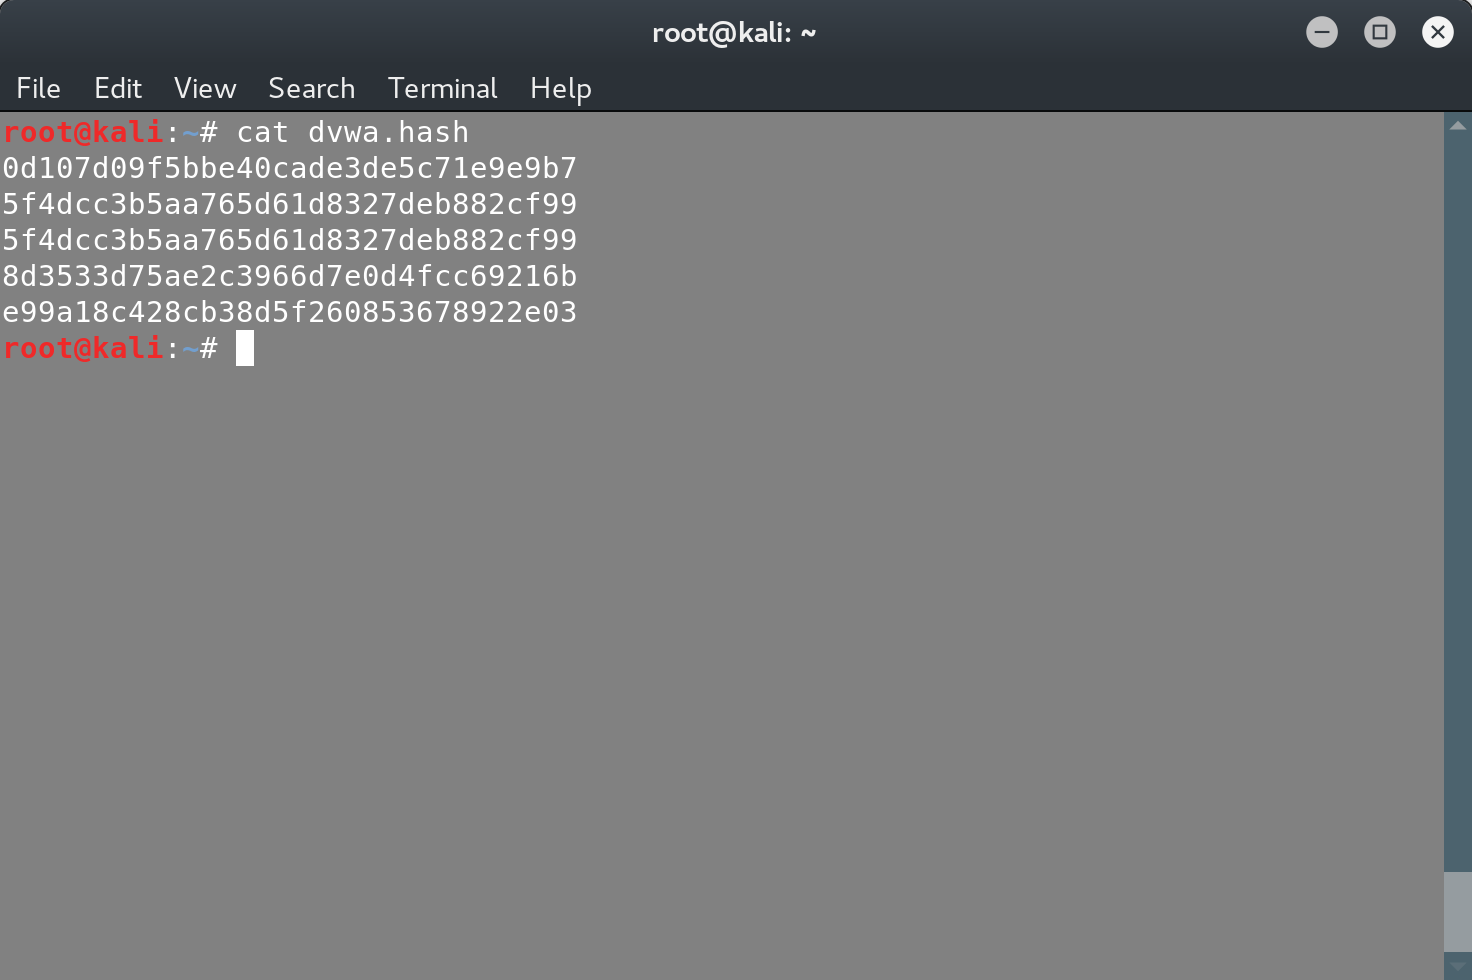 root@kali: ~
File Edit View Search Terminal Help
root@kali:~# cat dvwa.hash
0d107d09f5bbe40cade3de5c71e9e9b7
5f4dcc3b5aa765d61d8327deb882cf99
5f4dcc3b5aa765d61d8327deb882cf99
8d3533d75ae2c3966d7e0d4fcc69216b
e99a18c428cb38d5f260853678922e03
root@kali:~#